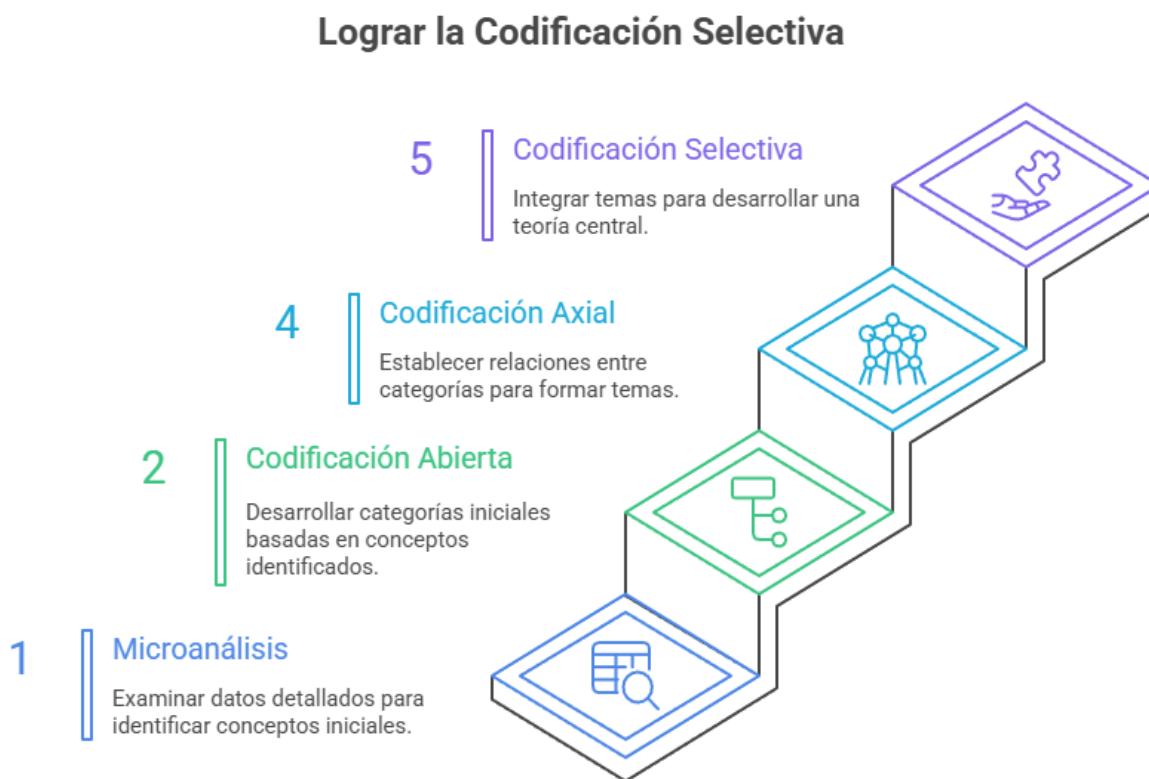 Lograr la Codificación Selectiva
5
Codificación Selectiva
Integrar temas para desarrollar una
teoría central.
4
Codificación Axial
Establecer relaciones entre
categorías para formar temas.
2
Codificación Abierta
Desarrollar categorías iniciales
basadas en conceptos
identificados.
1
Microanálisis
Examinar datos detallados para
identificar conceptos iniciales.